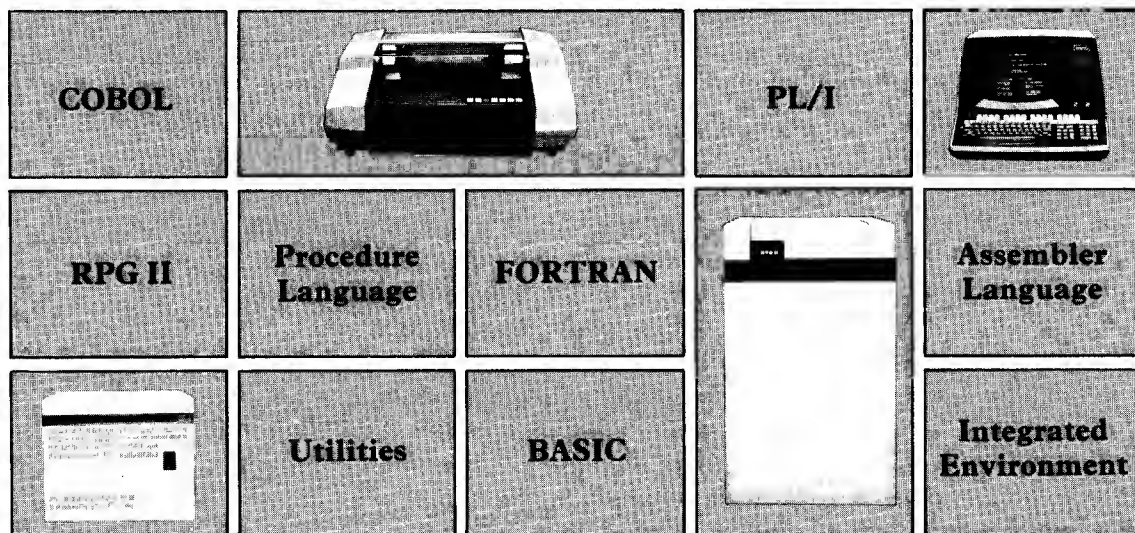 COBOL
PL/I
RPG II
Procedure
Language
FORTRAN
Assembler
Language
Utilities
BASIC
Integrated
Environment